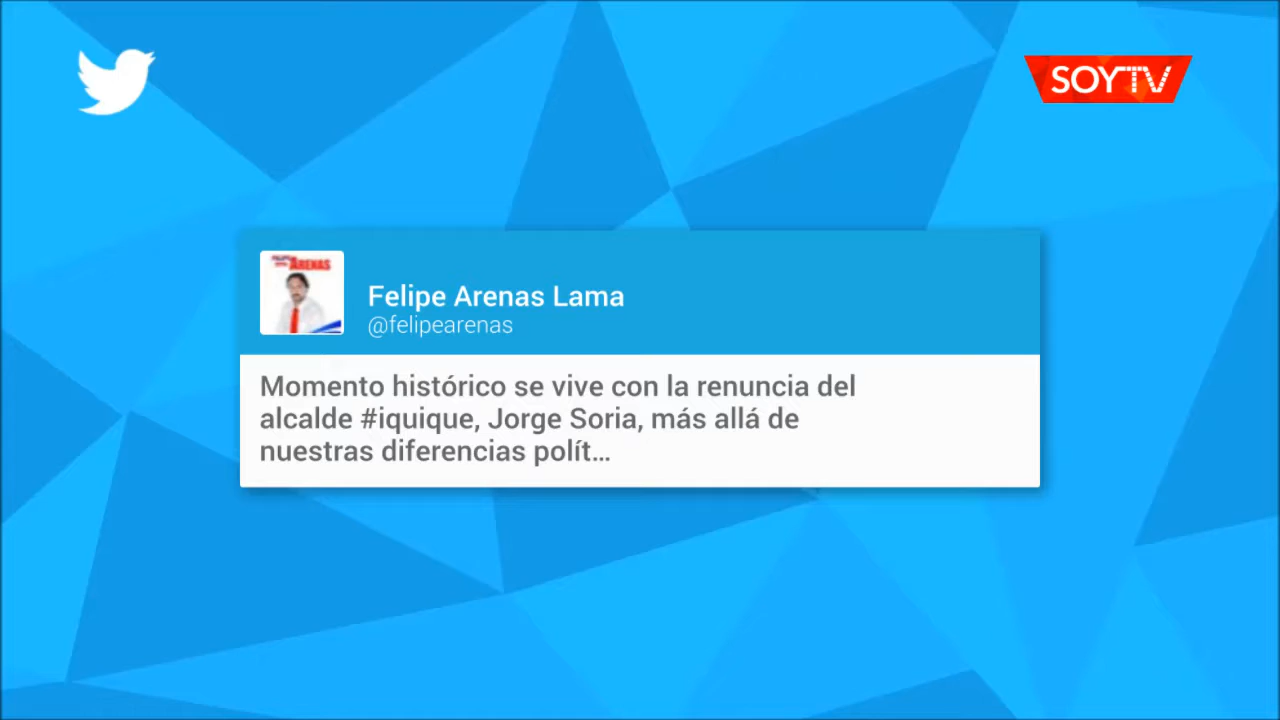 SOYTV
ARENAS
Felipe Arenas Lama
@felipearenas
Momento histórico se vive con la renuncia del
alcalde #iquique, Jorge Soria, más allá de
nuestras diferencias polít...